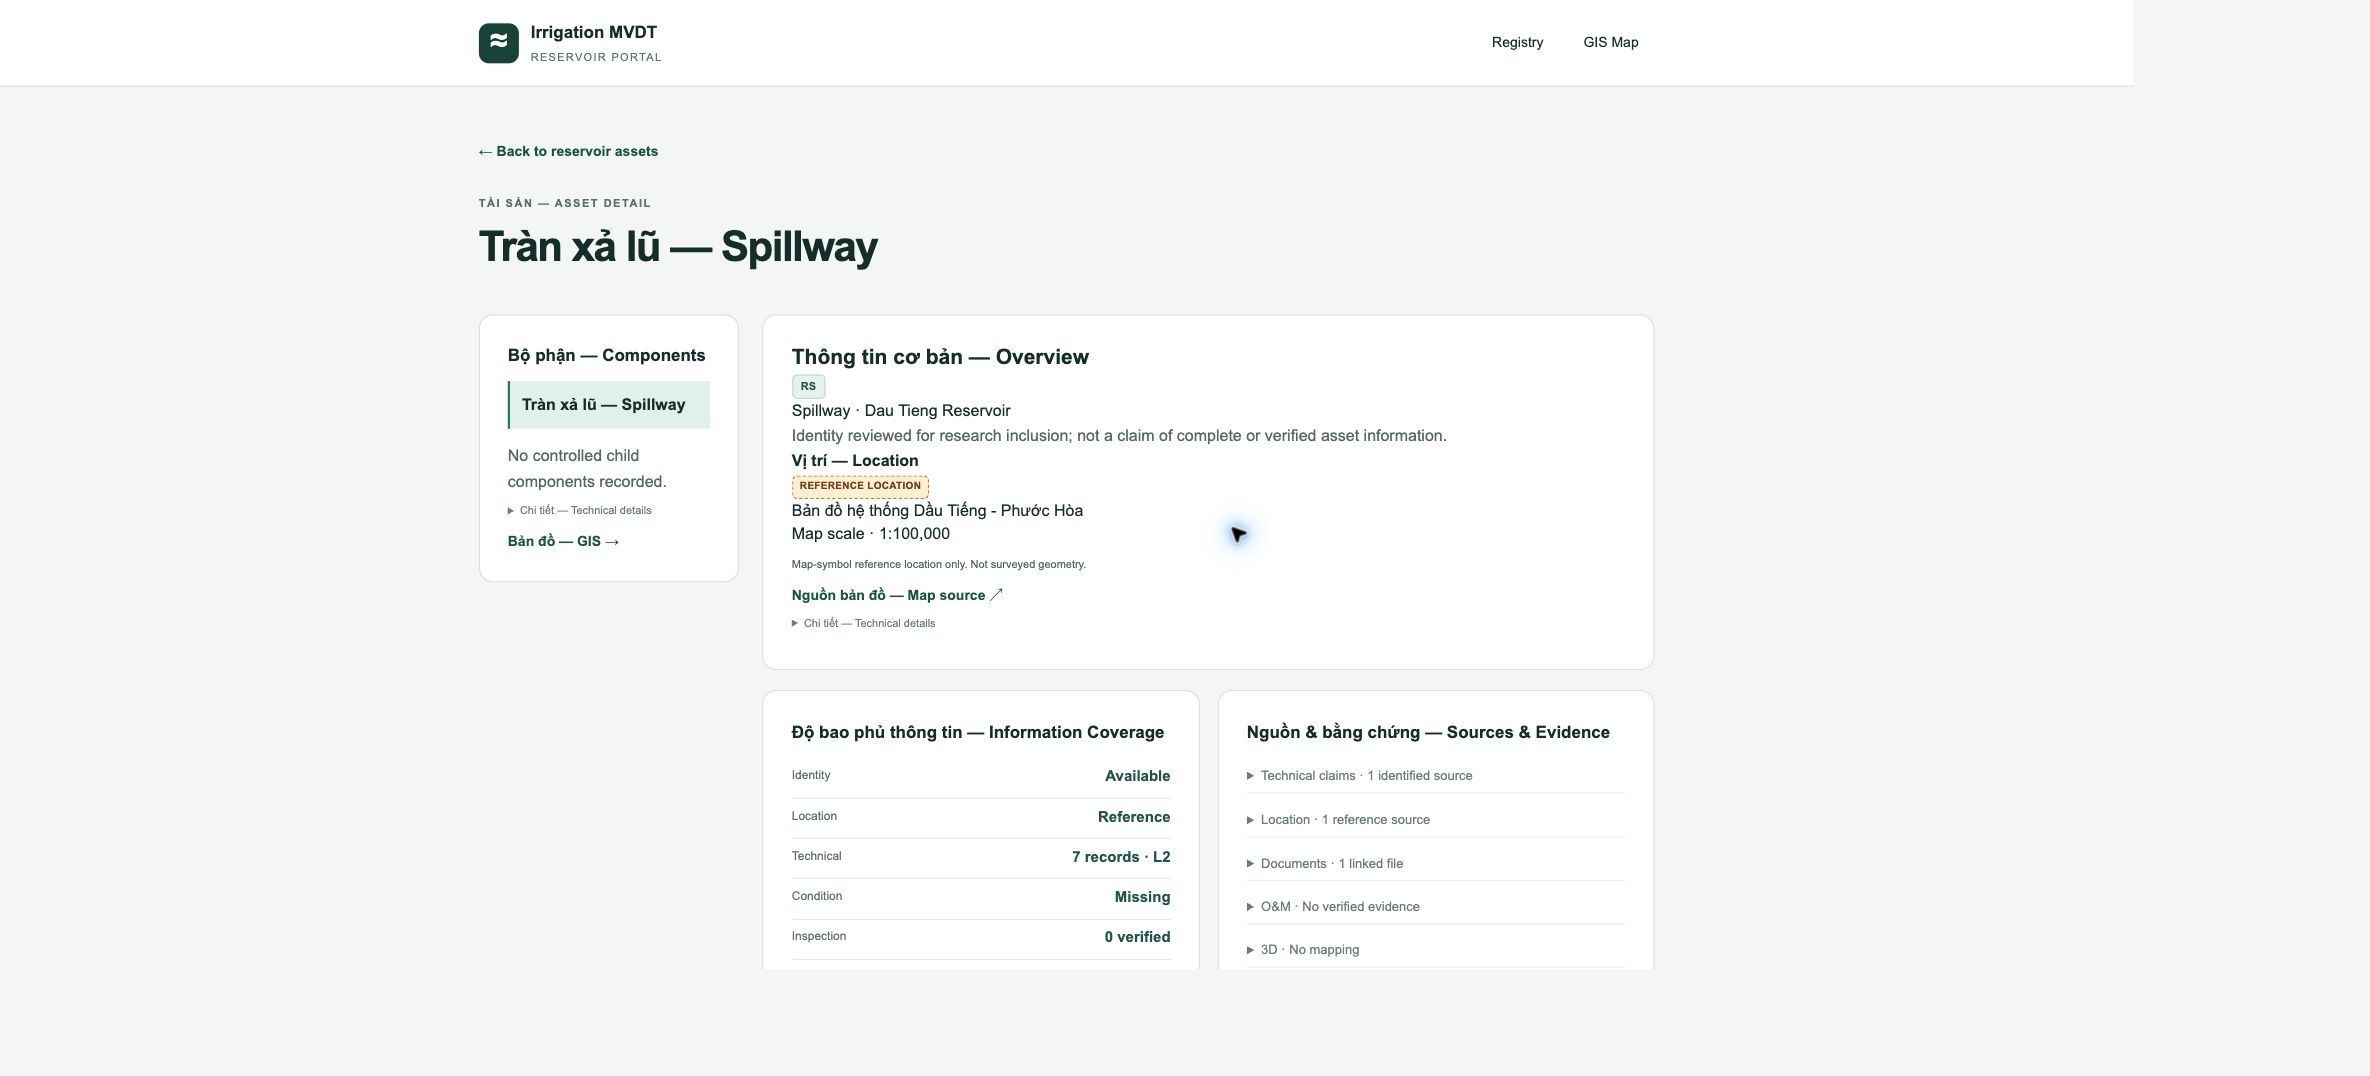 Irrigation MVDT
RESERVOIR PORTAL
Registry
GIS Map
← Back to reservoir assets
TÀI SẢN — ASSET DETAIL
Tràn xả lũ — Spillway
Bộ phận — Components
Tràn xả lũ — Spillway
No controlled child
components recorded.
▶ Chi tiết — Technical details
Bản đồ — GIS →
Thông tin cơ bản — Overview
RS
Spillway · Dau Tieng Reservoir
Identity reviewed for research inclusion; not a claim of complete or verified asset information.
Vị trí — Location
REFERENCE LOCATION
Bản đồ hệ thống Dầu Tiếng - Phước Hòa
Map scale · 1:100,000
Map-symbol reference location only. Not surveyed geometry.
Nguồn bản đồ — Map source ↗
▶ Chi tiết — Technical details
Độ bao phủ thông tin — Information Coverage
Identity Available
Location Reference
Technical 7 records · L2
Condition Missing
Inspection 0 verified
Nguồn & bằng chứng — Sources & Evidence
▶ Technical claims · 1 identified source
▶ Location · 1 reference source
▶ Documents · 1 linked file
▶ O&M · No verified evidence
▶ 3D · No mapping